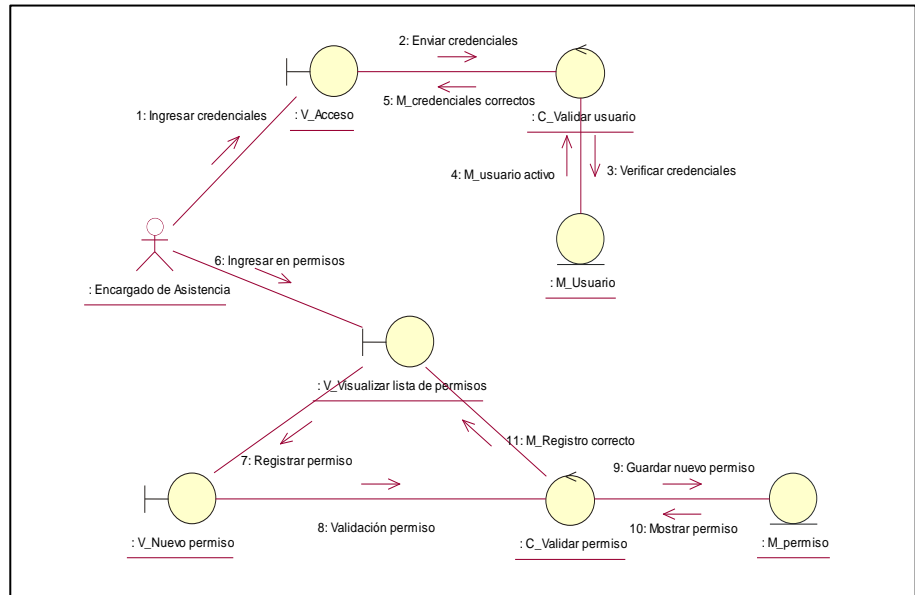 2: Enviar credenciales
5: M_credenciales correctos
1: Ingresar credenciales
: V_Acceso
: C_Validar usuario
4: M_usuario activo
3: Verificar credenciales
6: Ingresar en permisos
: Encargado de Asistencia
: M_Usuario
: V_Visualizar lista de permisos
11: M_Registro correcto
7: Registrar permiso
9: Guardar nuevo permiso
8: Validación permiso
10: Mostrar permiso
: V_Nuevo permiso
: C_Validar permiso
: M_permiso